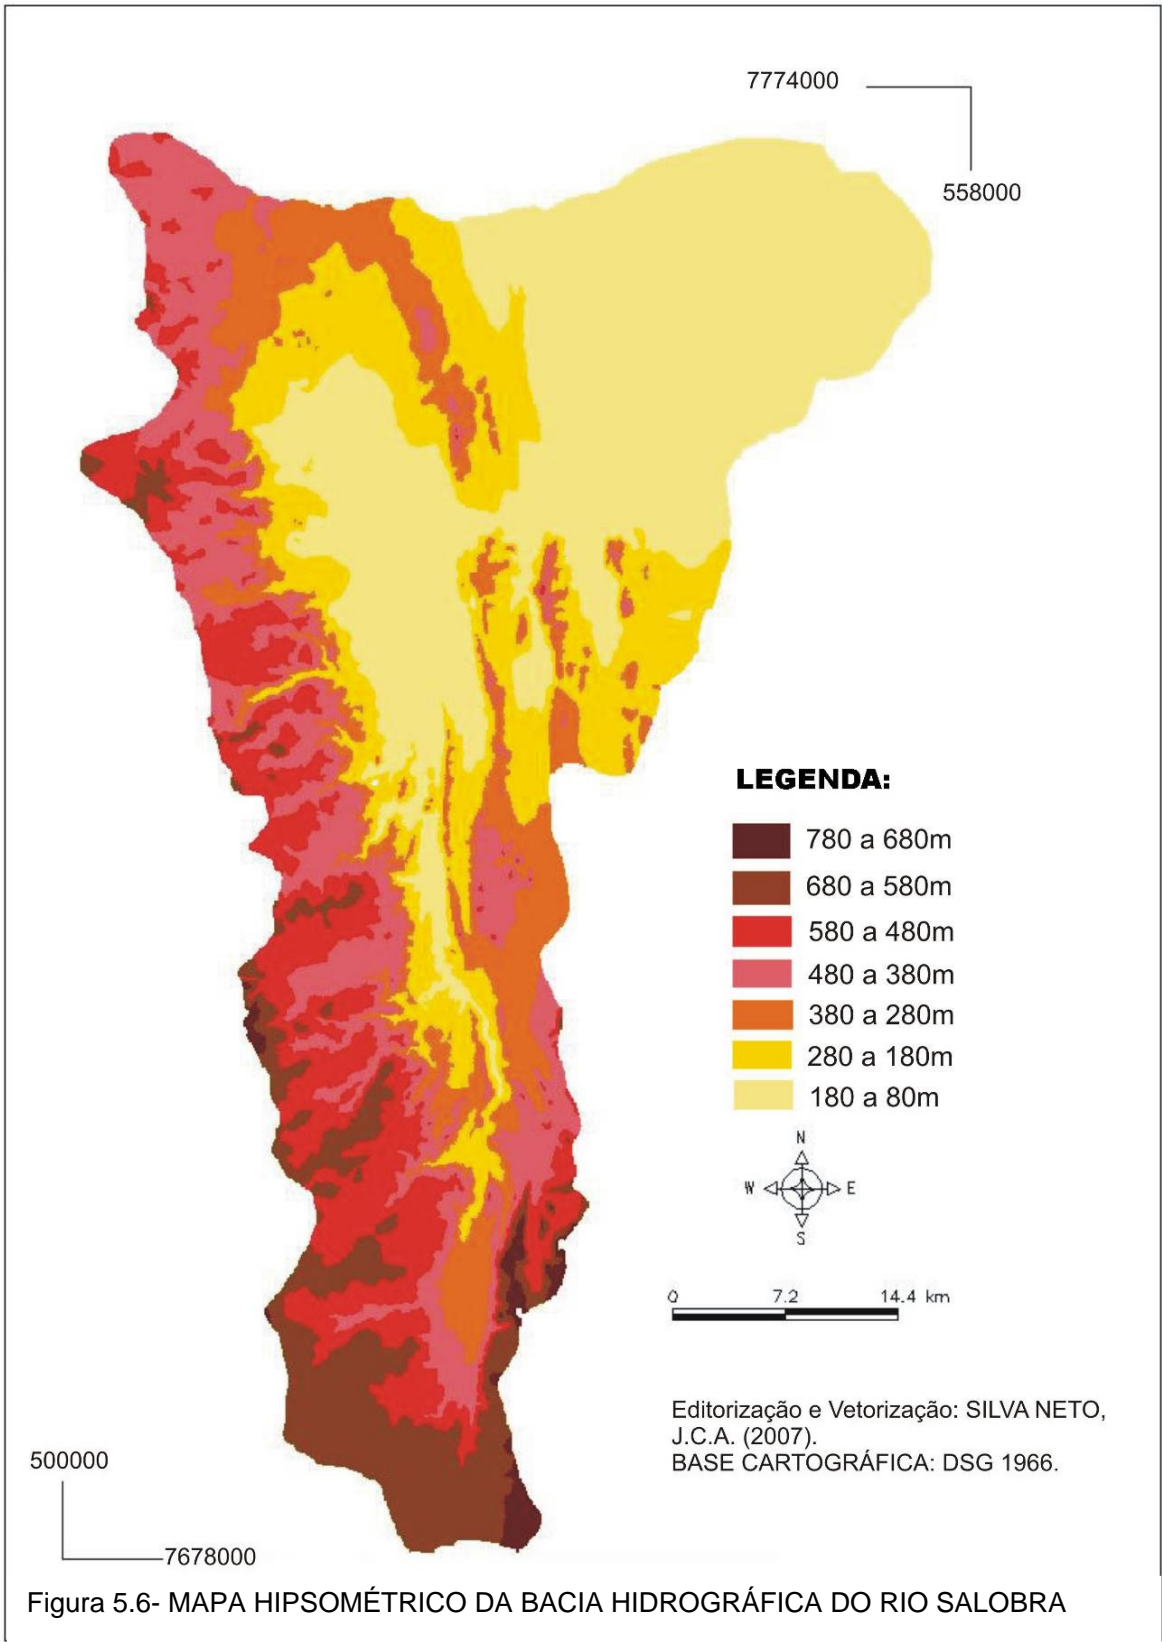 7774000
558000
LEGENDA:
780 a 680m
680 a 580m
580 a 480m
480 a 380m
380 a 280m
280 a 180m
180 a 80m
N
W E
S
0 7.2 14.4 km
Editorização e Vetorização: SILVA NETO,
J.C.A. (2007).
BASE CARTOGRÁFICA: DSG 1966.
500000
7678000
Figura 5.6- MAPA HIPSOMÉTRICO DA BACIA HIDROGRÁFICA DO RIO SALOBRA